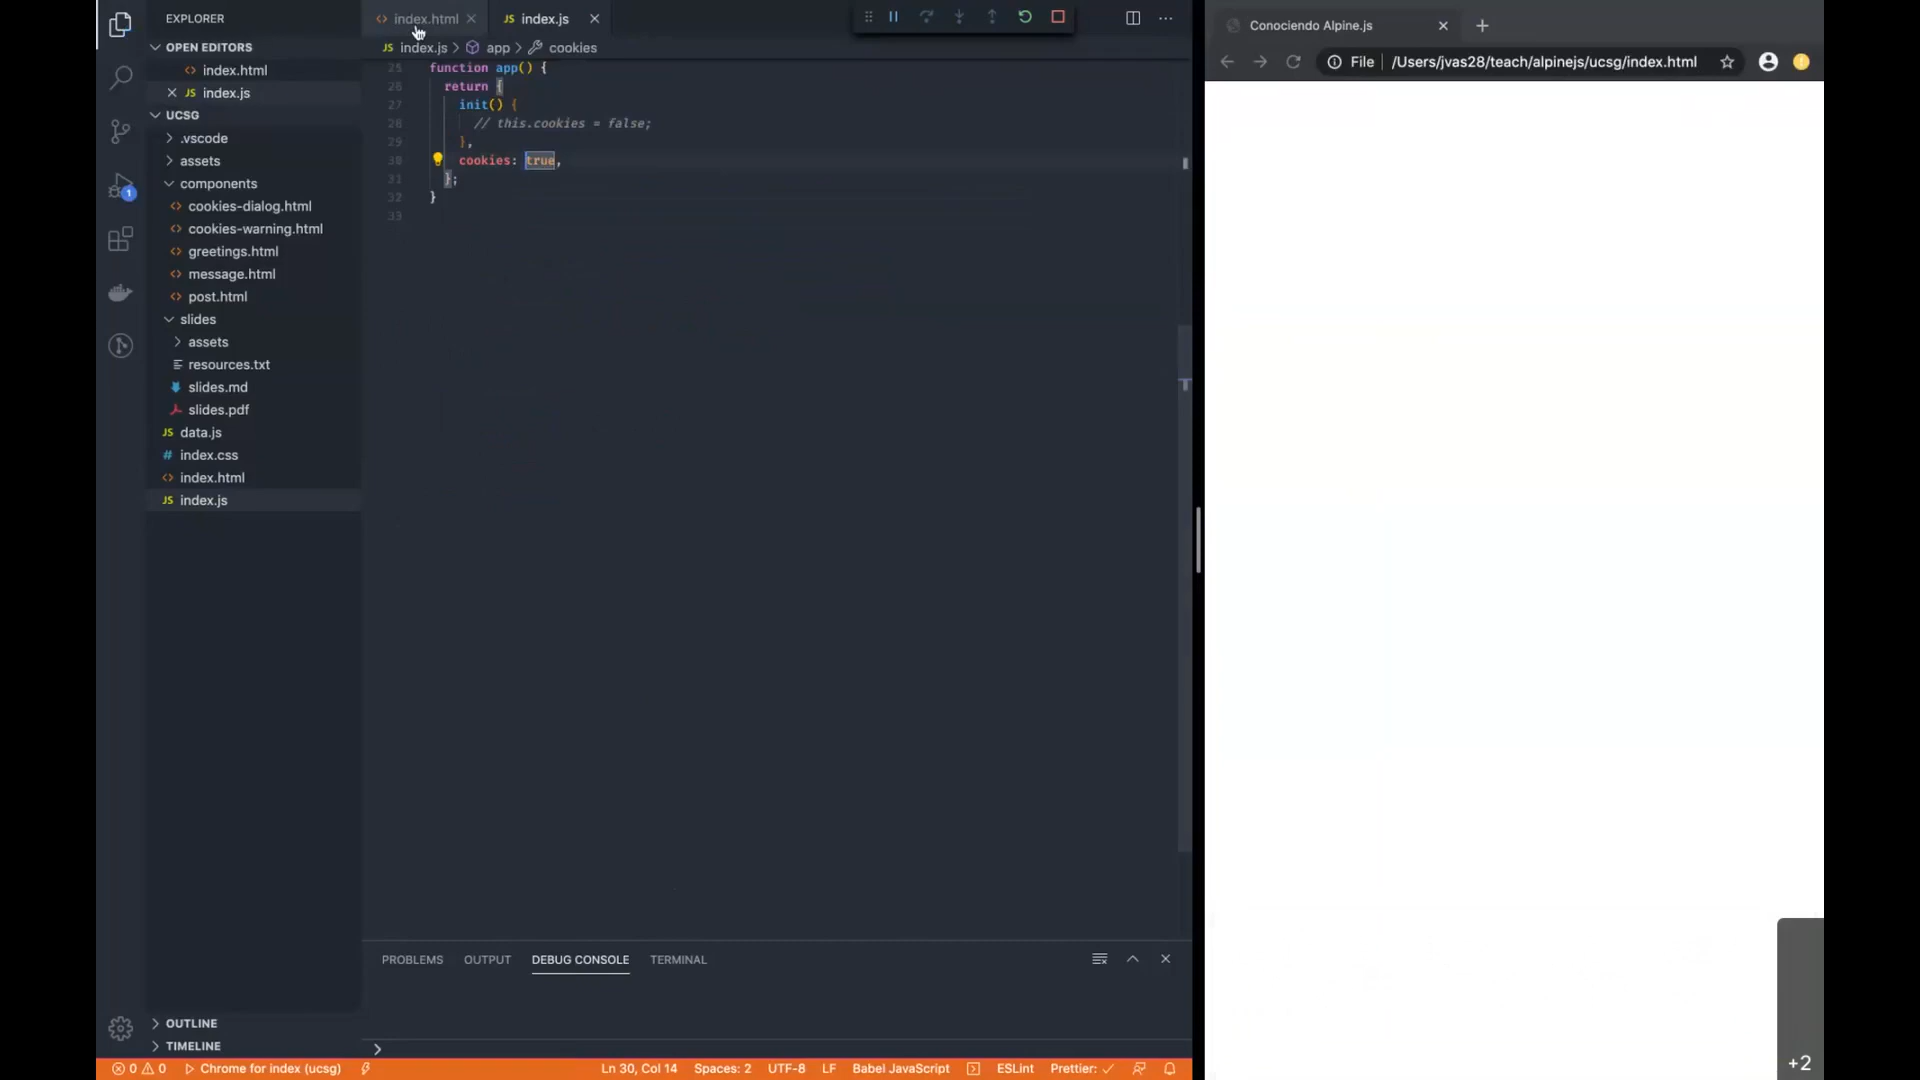 EXPLORER
OPEN EDITORS
index.html
index.js
UCSG
.vscode
assets
components
cookies-dialog.html
cookies-warning.html
greetings.html
message.html
post.html
slides
assets
resources.txt
slides.md
slides.pdf
JS data.js
# index.css
index.html
JS index.js
OUTLINE
TIMELINE
index.html
JS index.js
JS index.js > app > cookies
25 function app() {
26 return {
27 init() {
28 // this.cookies = false;
29 },
30 cookies: true,
31 };
32 }
33
PROBLEMS OUTPUT DEBUG CONSOLE TERMINAL
0 0 Chrome for index (ucsg) Ln 30, Col 14 Spaces: 2 UTF-8 LF Babel JavaScript ESLint Prettier: ✓
Conociendo Alpine.js
File /Users/jvas28/teach/alpinejs/ucsg/index.html
+2